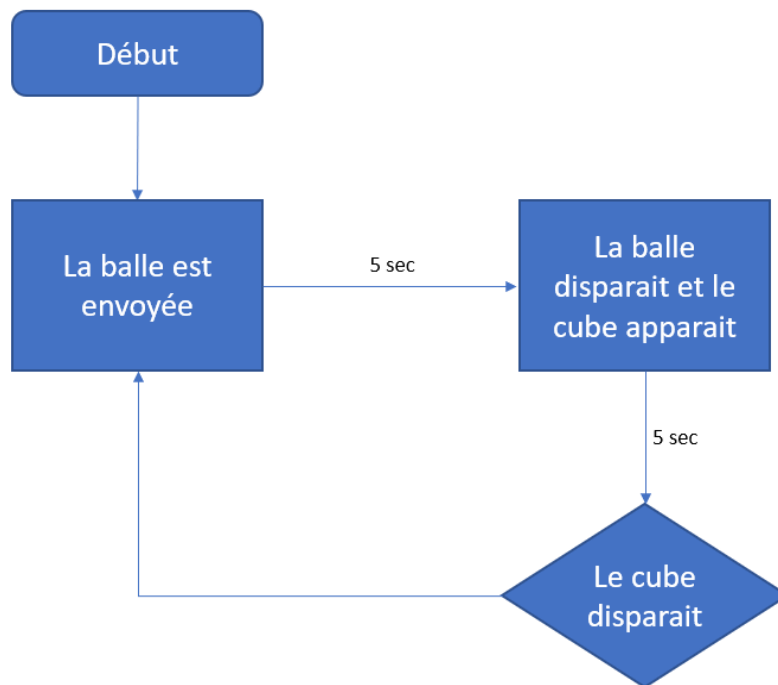 Début
La balle est
envoyée
5 sec
La balle
disparait et le
cube apparait
5 sec
Le cube
disparait